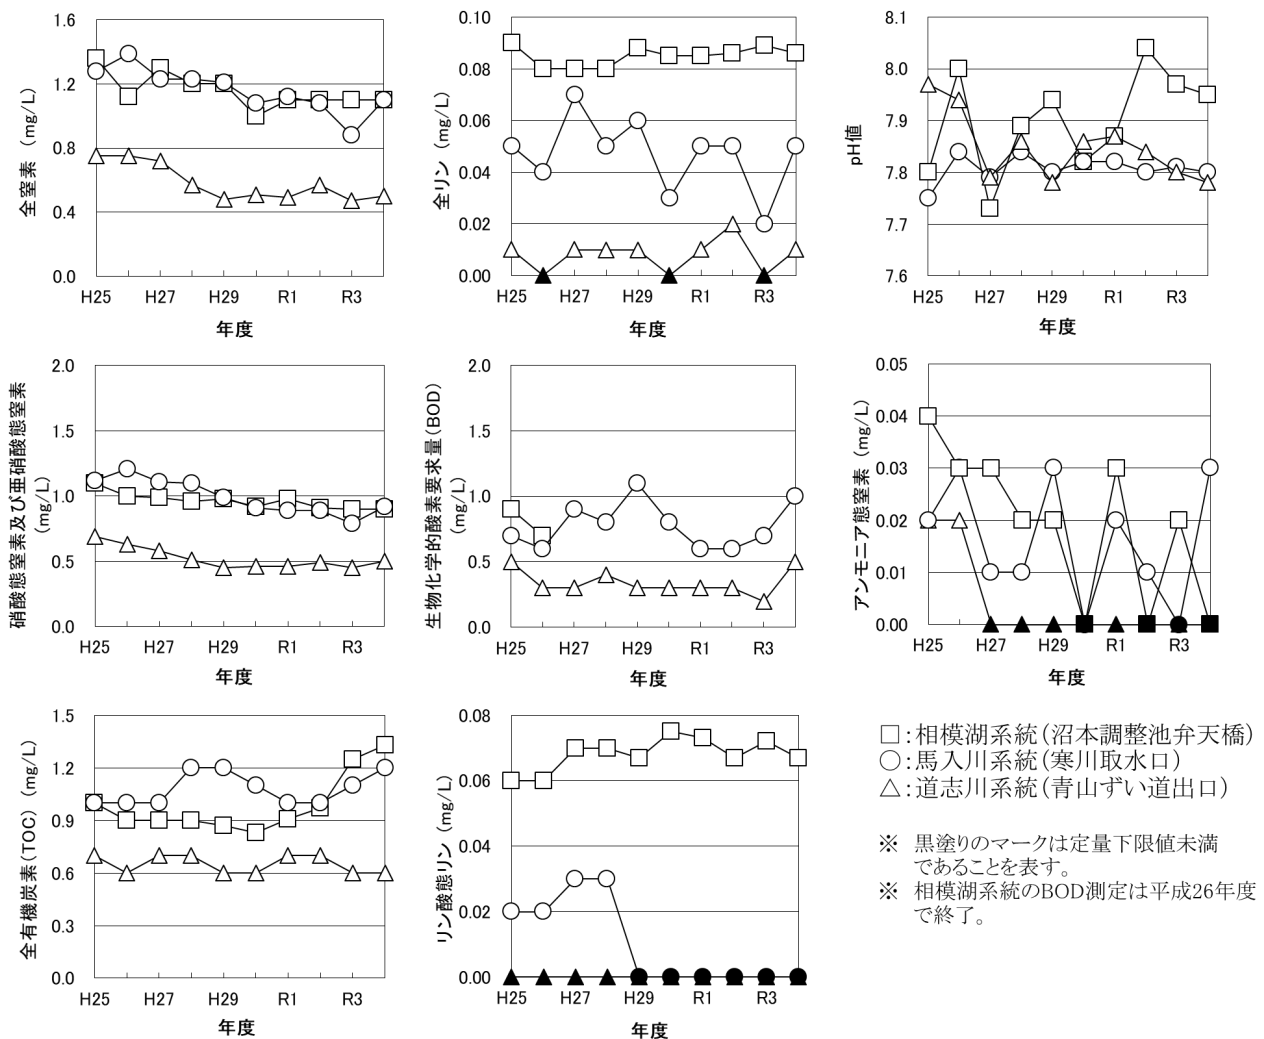 全窒素 (mg/L)
1.6
1.2
0.8
0.4
0.0
H25 H27 H29 R1 R3
年度
全リン (mg/L)
0.10
0.08
0.06
0.04
0.02
0.00
H25 H27 H29 R1 R3
年度
pH値
8.1
8.0
7.9
7.8
7.7
7.6
H25 H27 H29 R1 R3
年度
硝酸態窒素及び亜硝酸態窒素
(mg/L)
2.0
1.5
1.0
0.5
0.0
H25 H27 H29 R1 R3
年度
生物化学的酸素要求量(BOD)
(mg/L)
2.0
1.5
1.0
0.5
0.0
H25 H27 H29 R1 R3
年度
アンモニア態窒素 (mg/L)
0.05
0.04
0.03
0.02
0.01
0.00
H25 H27 H29 R1 R3
年度
全有機炭素(TOC) (mg/L)
1.5
1.2
0.9
0.6
0.3
0.0
H25 H27 H29 R1 R3
年度
リン酸態リン (mg/L)
0.08
0.06
0.04
0.02
0.00
H25 H27 H29 R1 R3
年度
□:相模湖系統(沼本調整池弁天橋)
○:馬入川系統(寒川取水口)
△:道志川系統(青山ずい道出口)
※ 黒塗りのマークは定量下限値未満
であることを表す。
※ 相模湖系統のBOD測定は平成26年度
で終了。